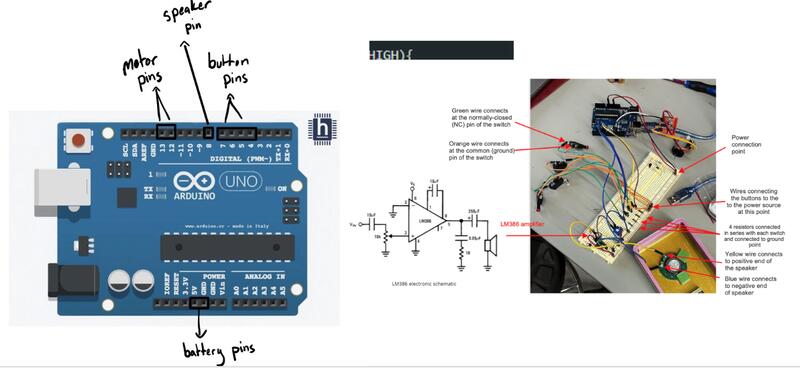 speaker
pin
motor
pins
button
pins
SCL
SDA
AREF
GND
13
12
~11
~10
~9
8
7
~6
~5
4
~3
2
TX→1
RX←0
DIGITAL (PWM~)
TX
RX
ARDUINO
UNO
ON
www.arduino.cc - made in Italy
IOREF
RESET
3.3V
5V
GND
GND
Vin
POWER
ANALOG IN
A0
A1
A2
A3
A4
A5
battery pins
HIGH){
LM386
10k
LM386 electronic schematic
Green wire connects
at the normally-closed
(NC) pin of the switch
Orange wire connects
at the common (ground)
pin of the switch
LM386 amplifier
Power
connection
point
Wires connecting
the buttons to the
to the power source
at this point
4 resistors connected
in series with each switch
and connected to ground
point
Yellow wire connects
to positive end of
the speaker
Blue wire connects
to negative end
of speaker